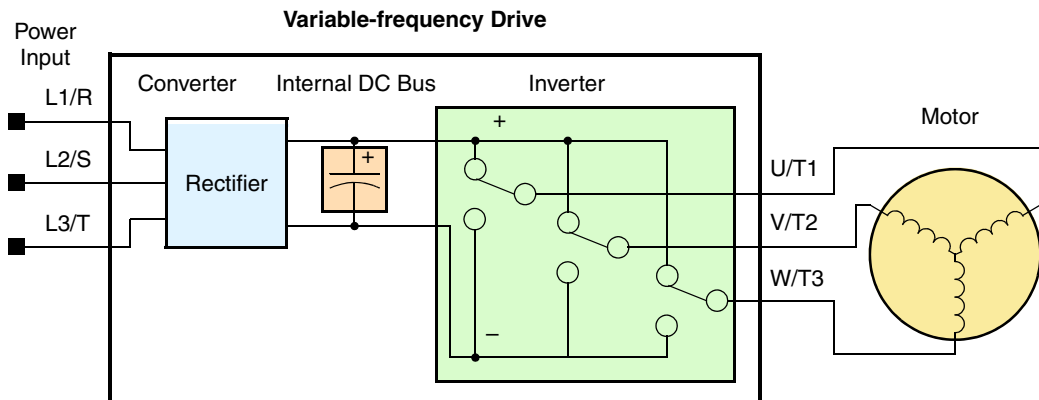 Variable-frequency Drive
Power
Input
Converter
Internal DC Bus
Inverter
Motor
L1/R
L2/S
L3/T
Rectifier
+
+
−
U/T1
V/T2
W/T3